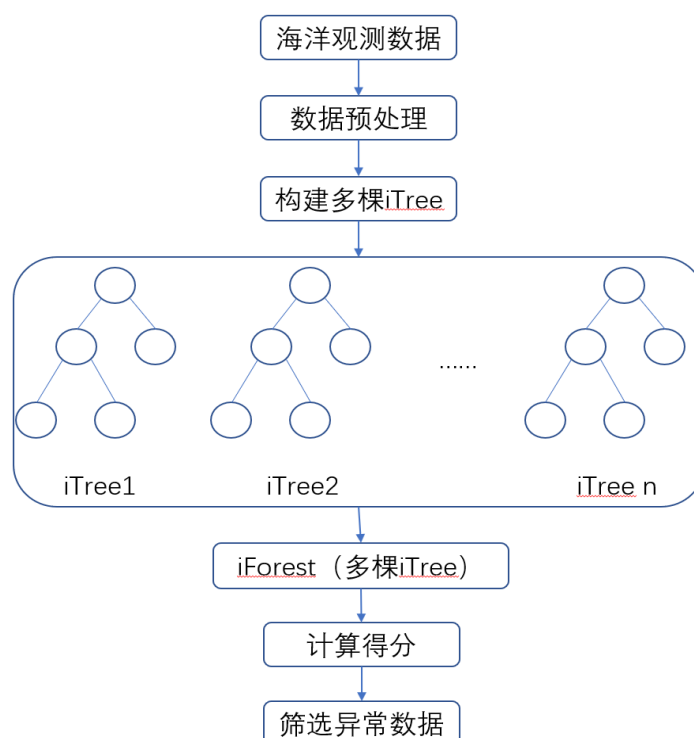 海洋观测数据
数据预处理
构建多棵iTree
......
iTree1
iTree2
iTree n
iForest（多棵iTree）
计算得分
筛选异常数据